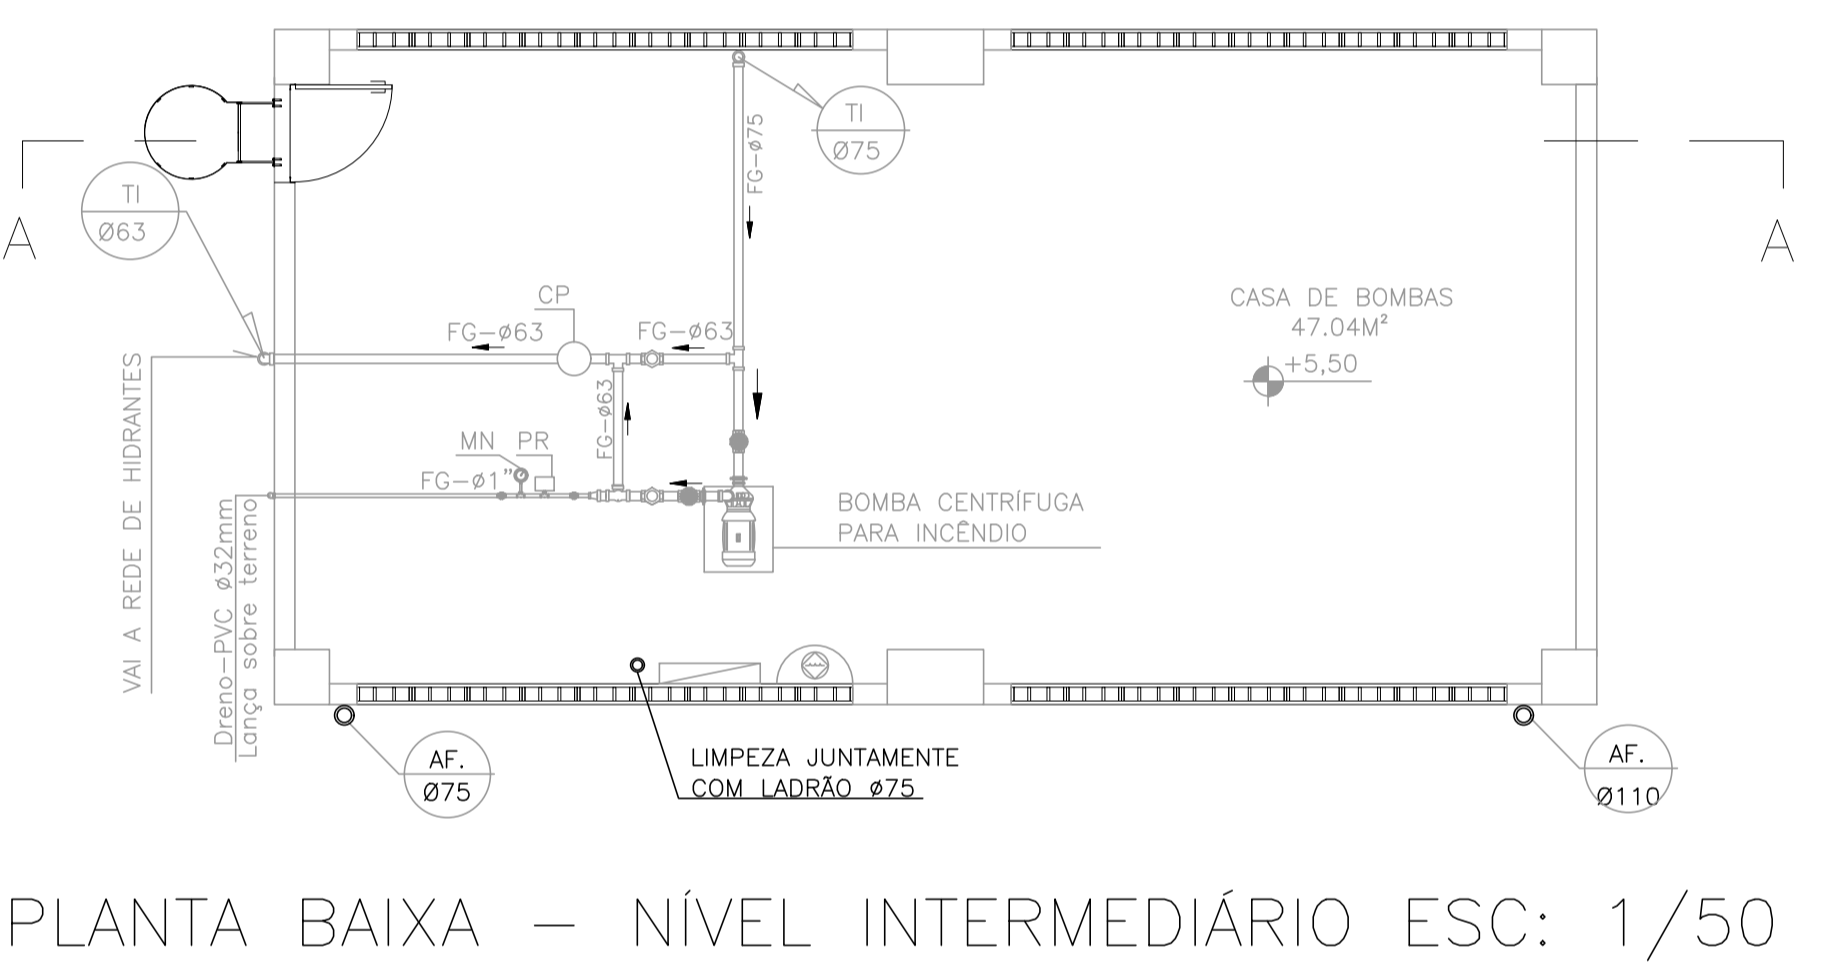 TI
Ø75
FG-ø75
TI
Ø63
A
A
CP
FG-ø63
FG-ø63
CASA DE BOMBAS
47.04M²
+5,50
VAI A REDE DE HIDRANTES
FG-ø63
MN PR
FG-ø1"
BOMBA CENTRÍFUGA
PARA INCÊNDIO
Dreno-PVC ø32mm
Lança sobre terreno
LIMPEZA JUNTAMENTE
COM LADRÃO ø75
AF.
Ø75
AF.
Ø110
PLANTA BAIXA - NÍVEL INTERMEDIÁRIO ESC: 1/50